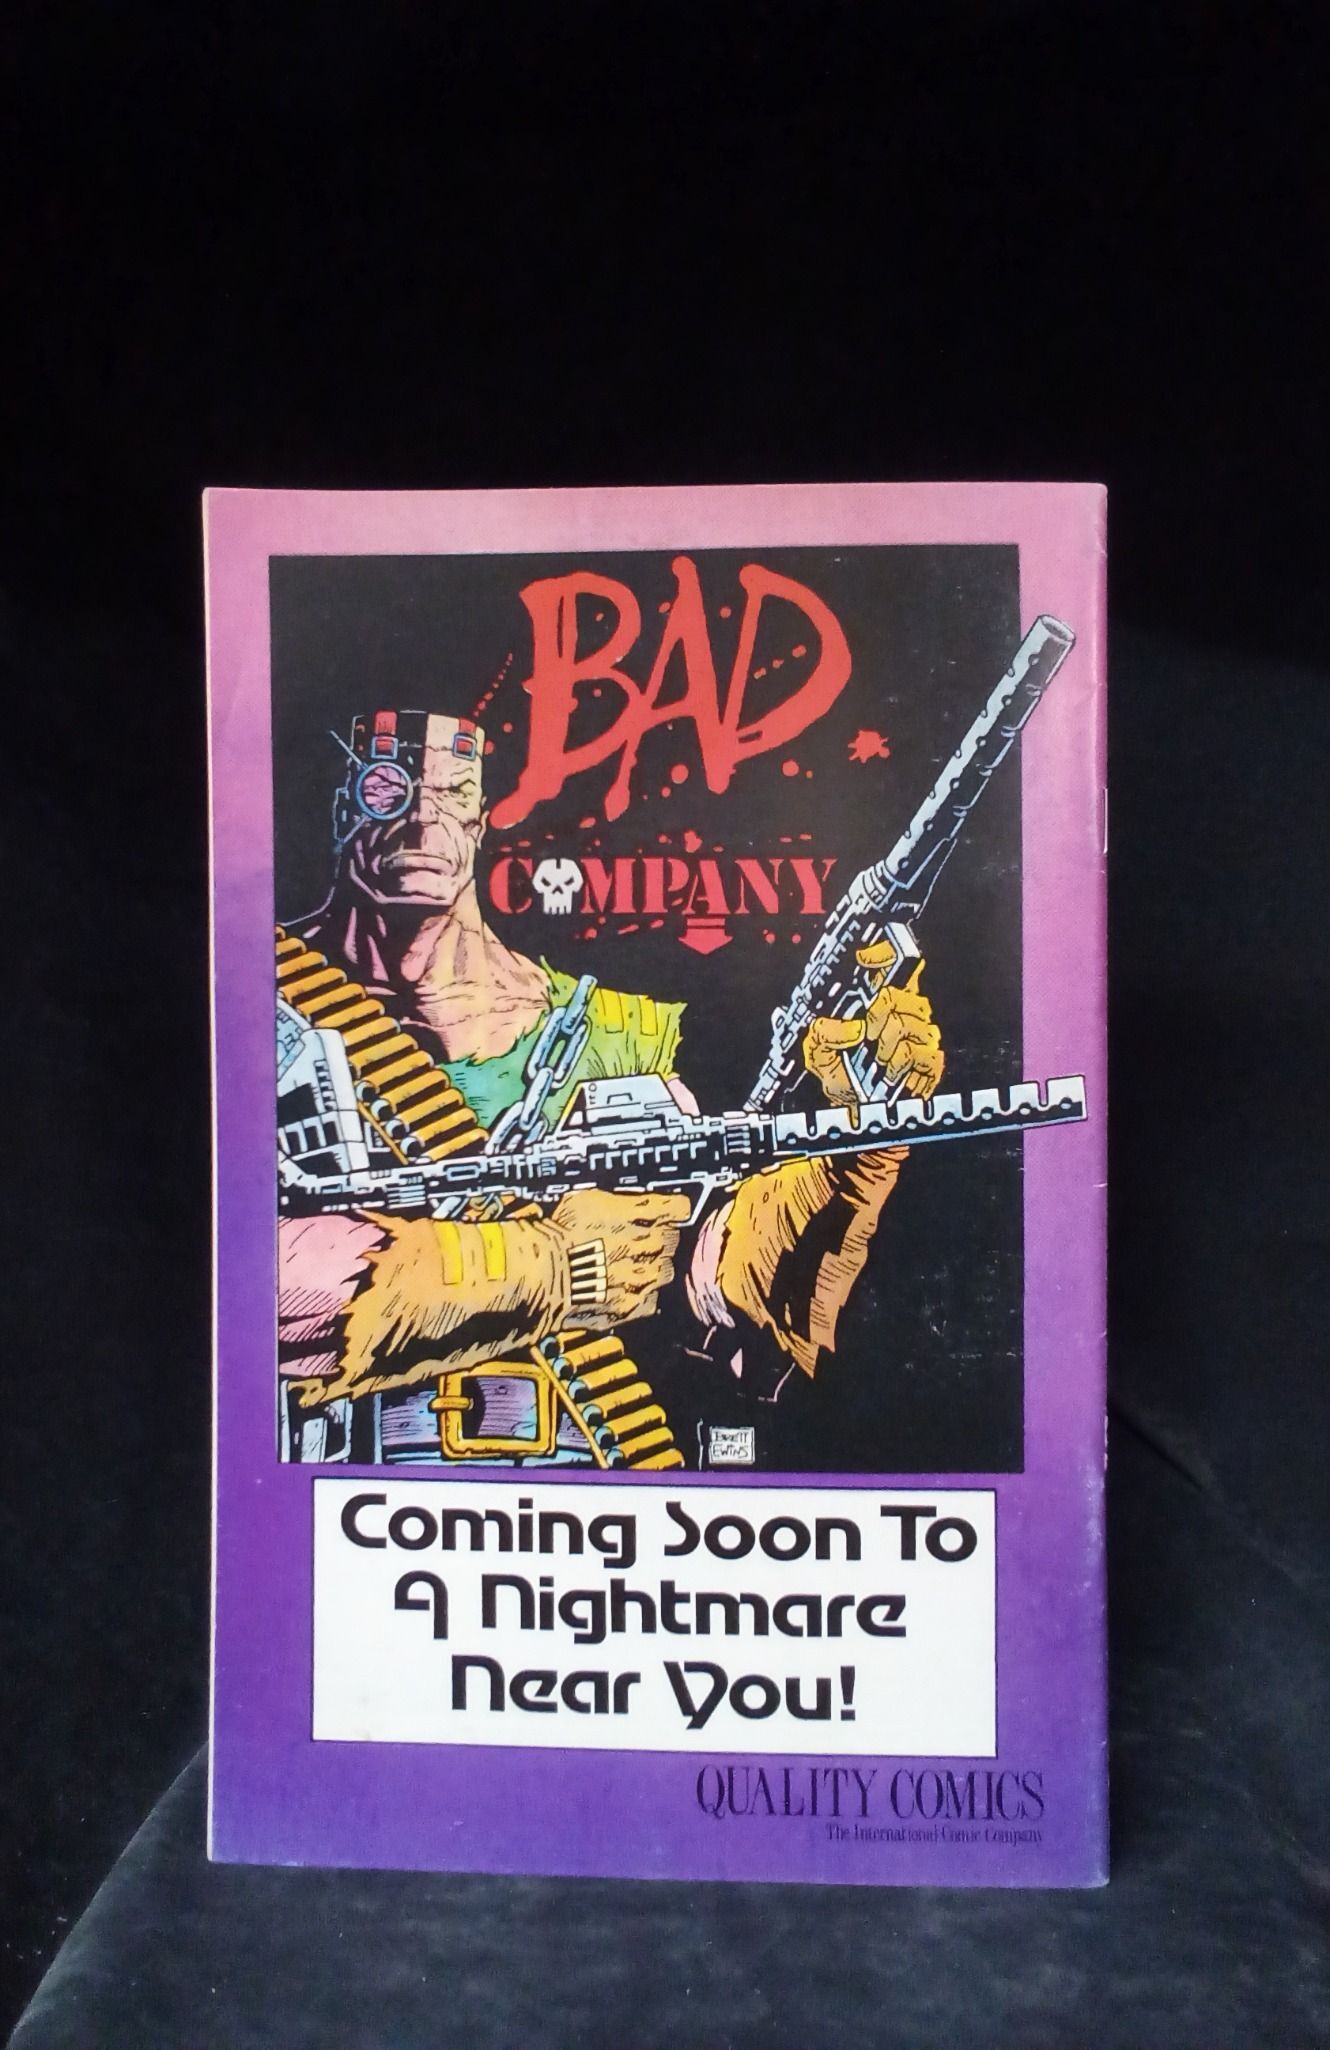 BAD
COMPANY
BRETT
EWINS
Coming Soon To
A Nightmare
Near You!
QUALITY COMICS
The International Comic Company